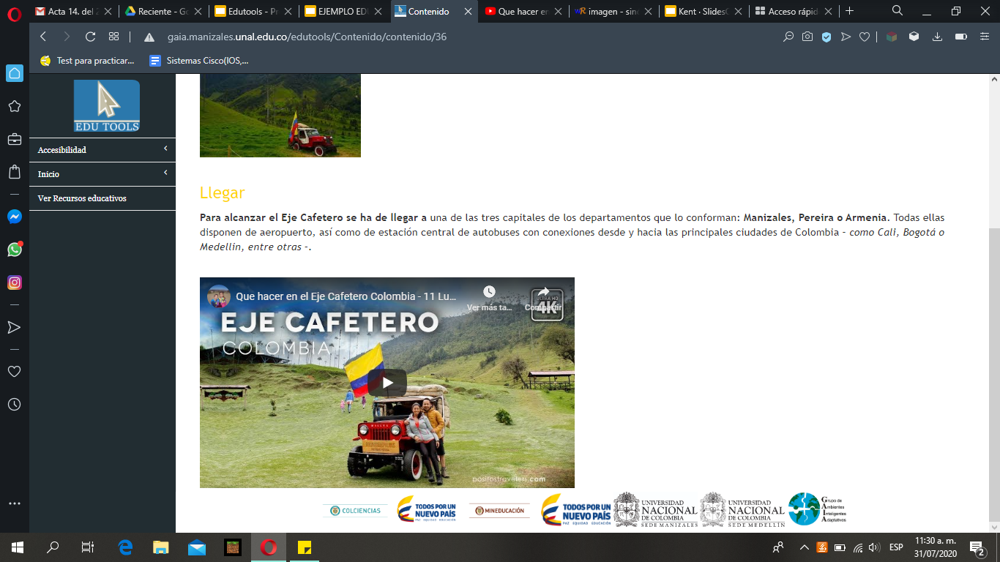 Acta 14. del 2
Reciente - Go
Edutools - Pr
EJEMPLO EDU
Contenido
Que hacer en
imagen - sinó
Kent · SlidesC
Acceso rápid
gaia.manizales.unal.edu.co/edutools/Contenido/contenido/36
Test para practicar...
Sistemas Cisco(IOS,...
EDU TOOLS
Accesibilidad
Inicio
Ver Recursos educativos
Llegar
Para alcanzar el Eje Cafetero se ha de llegar a una de las tres capitales de los departamentos que lo conforman: Manizales, Pereira o Armenia. Todas ellas
disponen de aeropuerto, así como de estación central de autobuses con conexiones desde y hacia las principales ciudades de Colombia – como Cali, Bogotá o
Medellín, entre otras –.
Que hacer en el Eje Cafetero Colombia - 11 Lu...
Ver más ta...
Compartir
ULTRA HD
4K
EJE CAFETERO
COLOMBIA
WILLYS
positostravelers.com
COLCIENCIAS
TODOS POR UN
NUEVO PAÍS
PAZ EQUIDAD EDUCACIÓN
MINEDUCACIÓN
TODOS POR UN
NUEVO PAÍS
PAZ EQUIDAD EDUCACIÓN
UNIVERSIDAD
NACIONAL
DE COLOMBIA
SEDE MANIZALES
UNIVERSIDAD
NACIONAL
DE COLOMBIA
SEDE MEDELLÍN
Grupo de
Ambientes
Inteligentes
Adaptativos
ESP
11:30 a. m.
31/07/2020
2